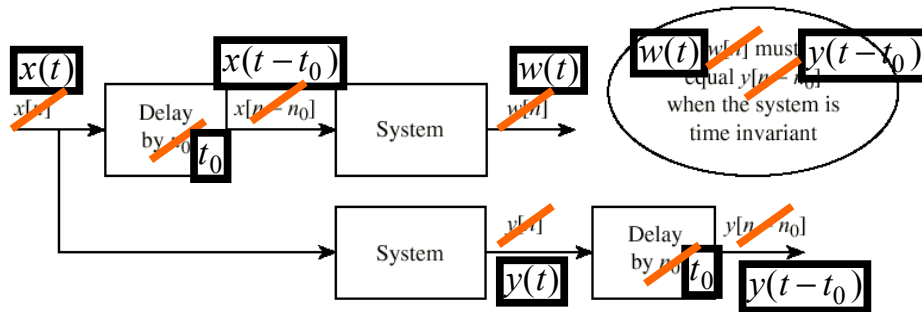 x(t)
x[n]
Delay
by n₀
t₀
x(t − t₀)
x[n − n₀]
System
w(t)
w[n]
w(t) w[n] must y(t − t₀)
equal y[n − n₀]
when the system is
time invariant
System
y[n]
y(t)
Delay
by n₀
t₀
y[n − n₀]
y(t − t₀)